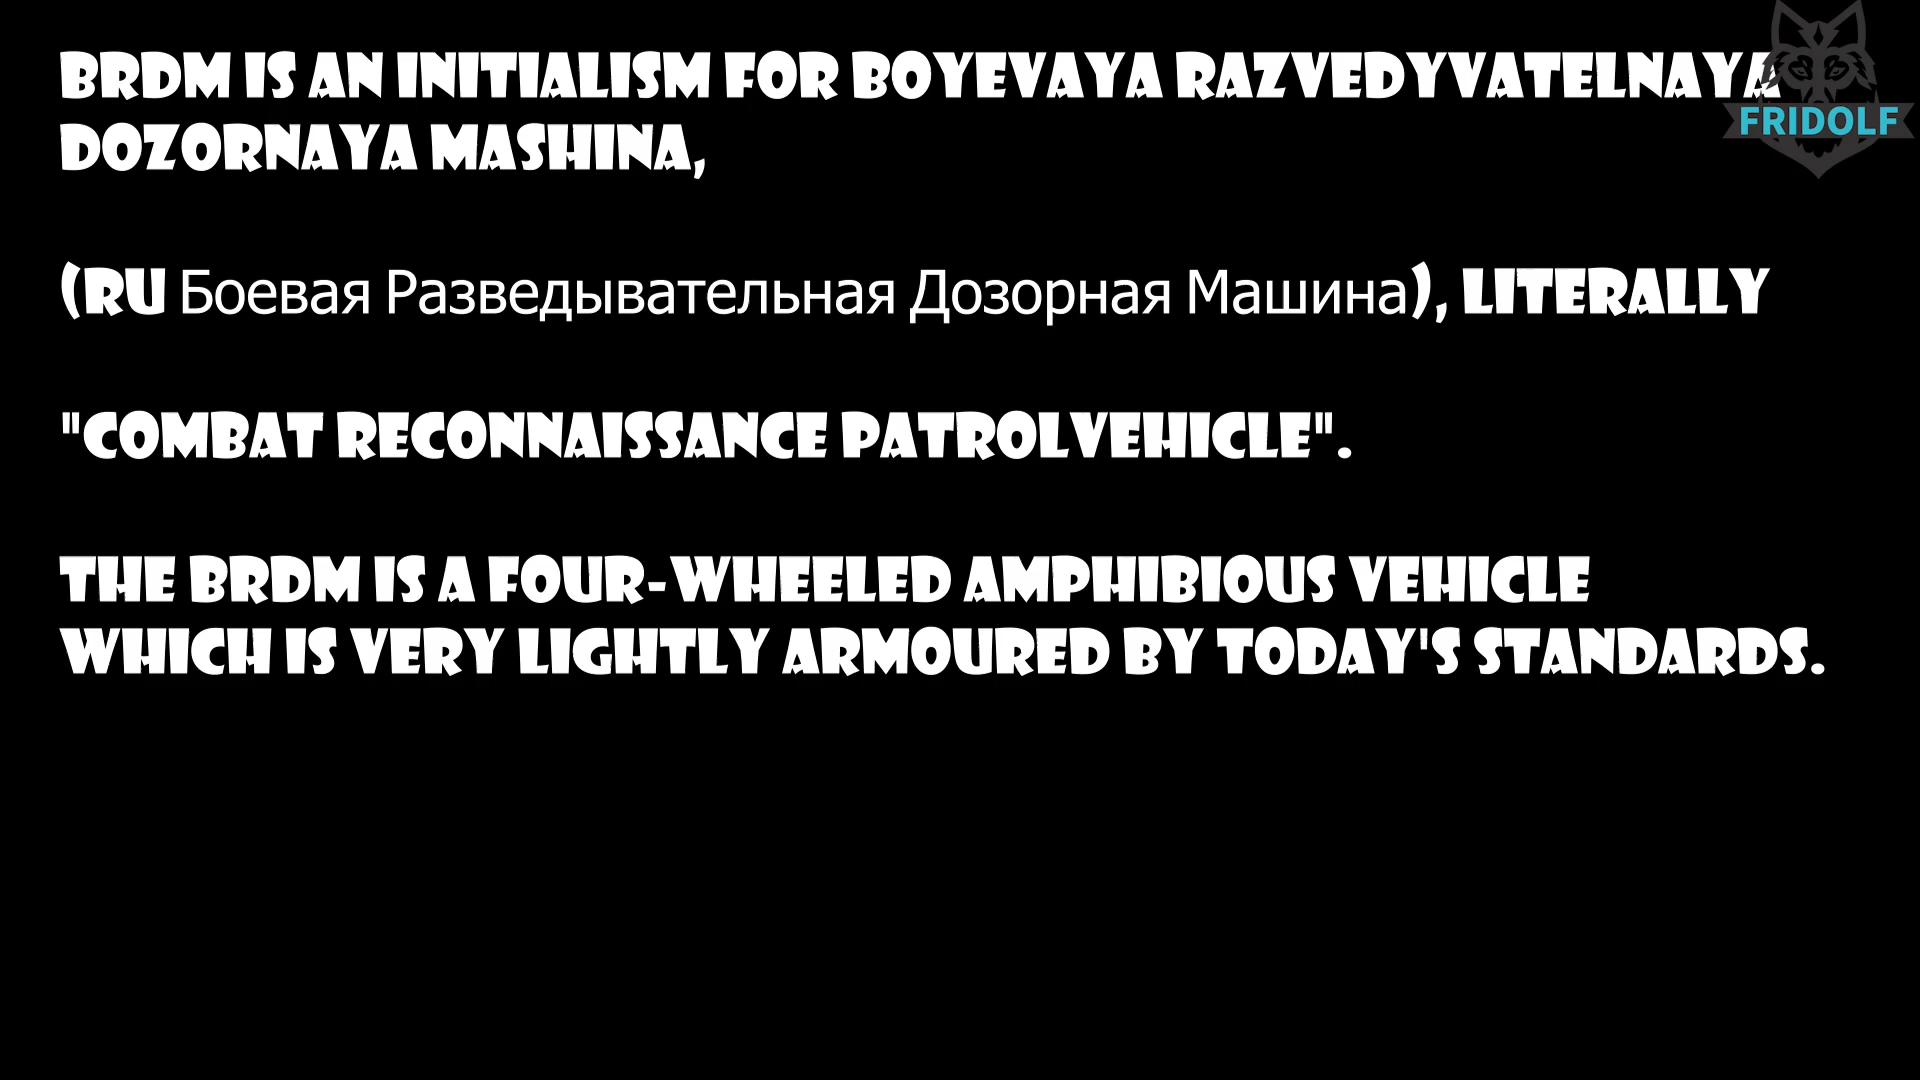 BRDM IS AN INITIALISM FOR BOYEVAYA RAZVEDYVATELNAYA
DOZORNAYA MASHINA,
(RU Боевая Разведывательная Дозорная Машина), LITERALLY
"COMBAT RECONNAISSANCE PATROLVEHICLE".
THE BRDM IS A FOUR-WHEELED AMPHIBIOUS VEHICLE
WHICH IS VERY LIGHTLY ARMOURED BY TODAY'S STANDARDS.
FRIDOLF